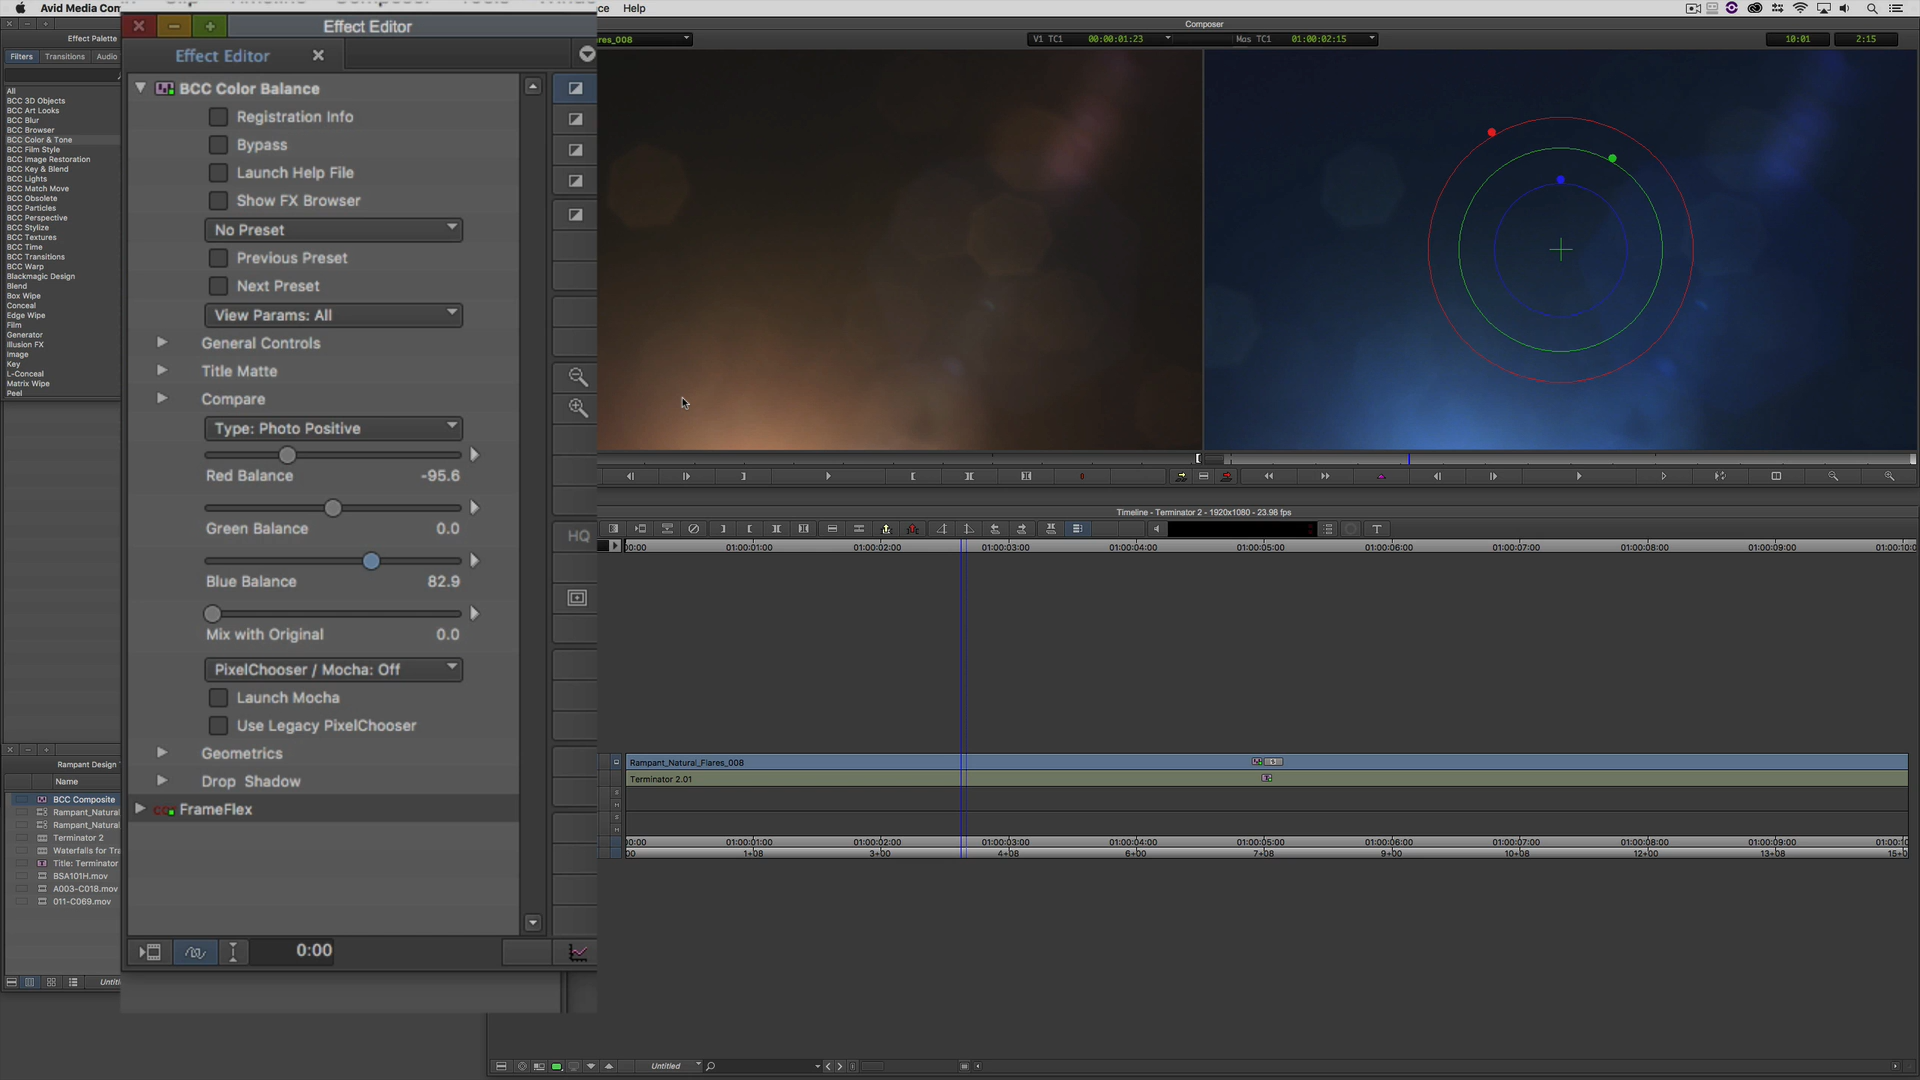 Avid Media Com
ce
Help
Effect Editor
Composer
Effect Palette
Effect Editor
Filters
Transitions
Audio
res_008
V1 TC1
00:00:01:23
Mas TC1
01:00:02:15
10:01
2:15
All
BCC 3D Objects
BCC Art Looks
BCC Blur
BCC Browser
BCC Color & Tone
BCC Film Style
BCC Image Restoration
BCC Key & Blend
BCC Lights
BCC Match Move
BCC Obsolete
BCC Particles
BCC Perspective
BCC Stylize
BCC Textures
BCC Time
BCC Transitions
BCC Warp
Blackmagic Design
Blend
Box Wipe
Conceal
Edge Wipe
Film
Generator
Illusion FX
Image
Key
L-Conceal
Matrix Wipe
Peel
BCC Color Balance
Registration Info
Bypass
Launch Help File
Show FX Browser
No Preset
Previous Preset
Next Preset
View Params: All
General Controls
Title Matte
Compare
Type: Photo Positive
Red Balance -95.6
Green Balance 0.0
Blue Balance 82.9
Mix with Original 0.0
PixelChooser / Mocha: Off
Launch Mocha
Use Legacy PixelChooser
Geometrics
Drop Shadow
FrameFlex
0:00
HQ
Timeline - Terminator 2 - 1920x1080 - 23.98 fps
00:00 01:00:01:00 01:00:02:00 01:00:03:00 01:00:04:00 01:00:05:00 01:00:06:00 01:00:07:00 01:00:08:00 01:00:09:00 01:00:10:0
Rampant_Natural_Flares_008
Terminator 2.01
S
M
S
M
00:00 01:00:01:00 01:00:02:00 01:00:03:00 01:00:04:00 01:00:05:00 01:00:06:00 01:00:07:00 01:00:08:00 01:00:09:00 01:00:10
00 1+08 3+00 4+08 6+00 7+08 9+00 10+08 12+00 13+08 15+0
Rampant Design
Name
BCC Composite
Rampant_Natural
Rampant_Natural
Terminator 2
Waterfalls for Tra
Title: Terminator
BSA101H.mov
A003-C018.mov
011-C069.mov
Untitl
Untitled